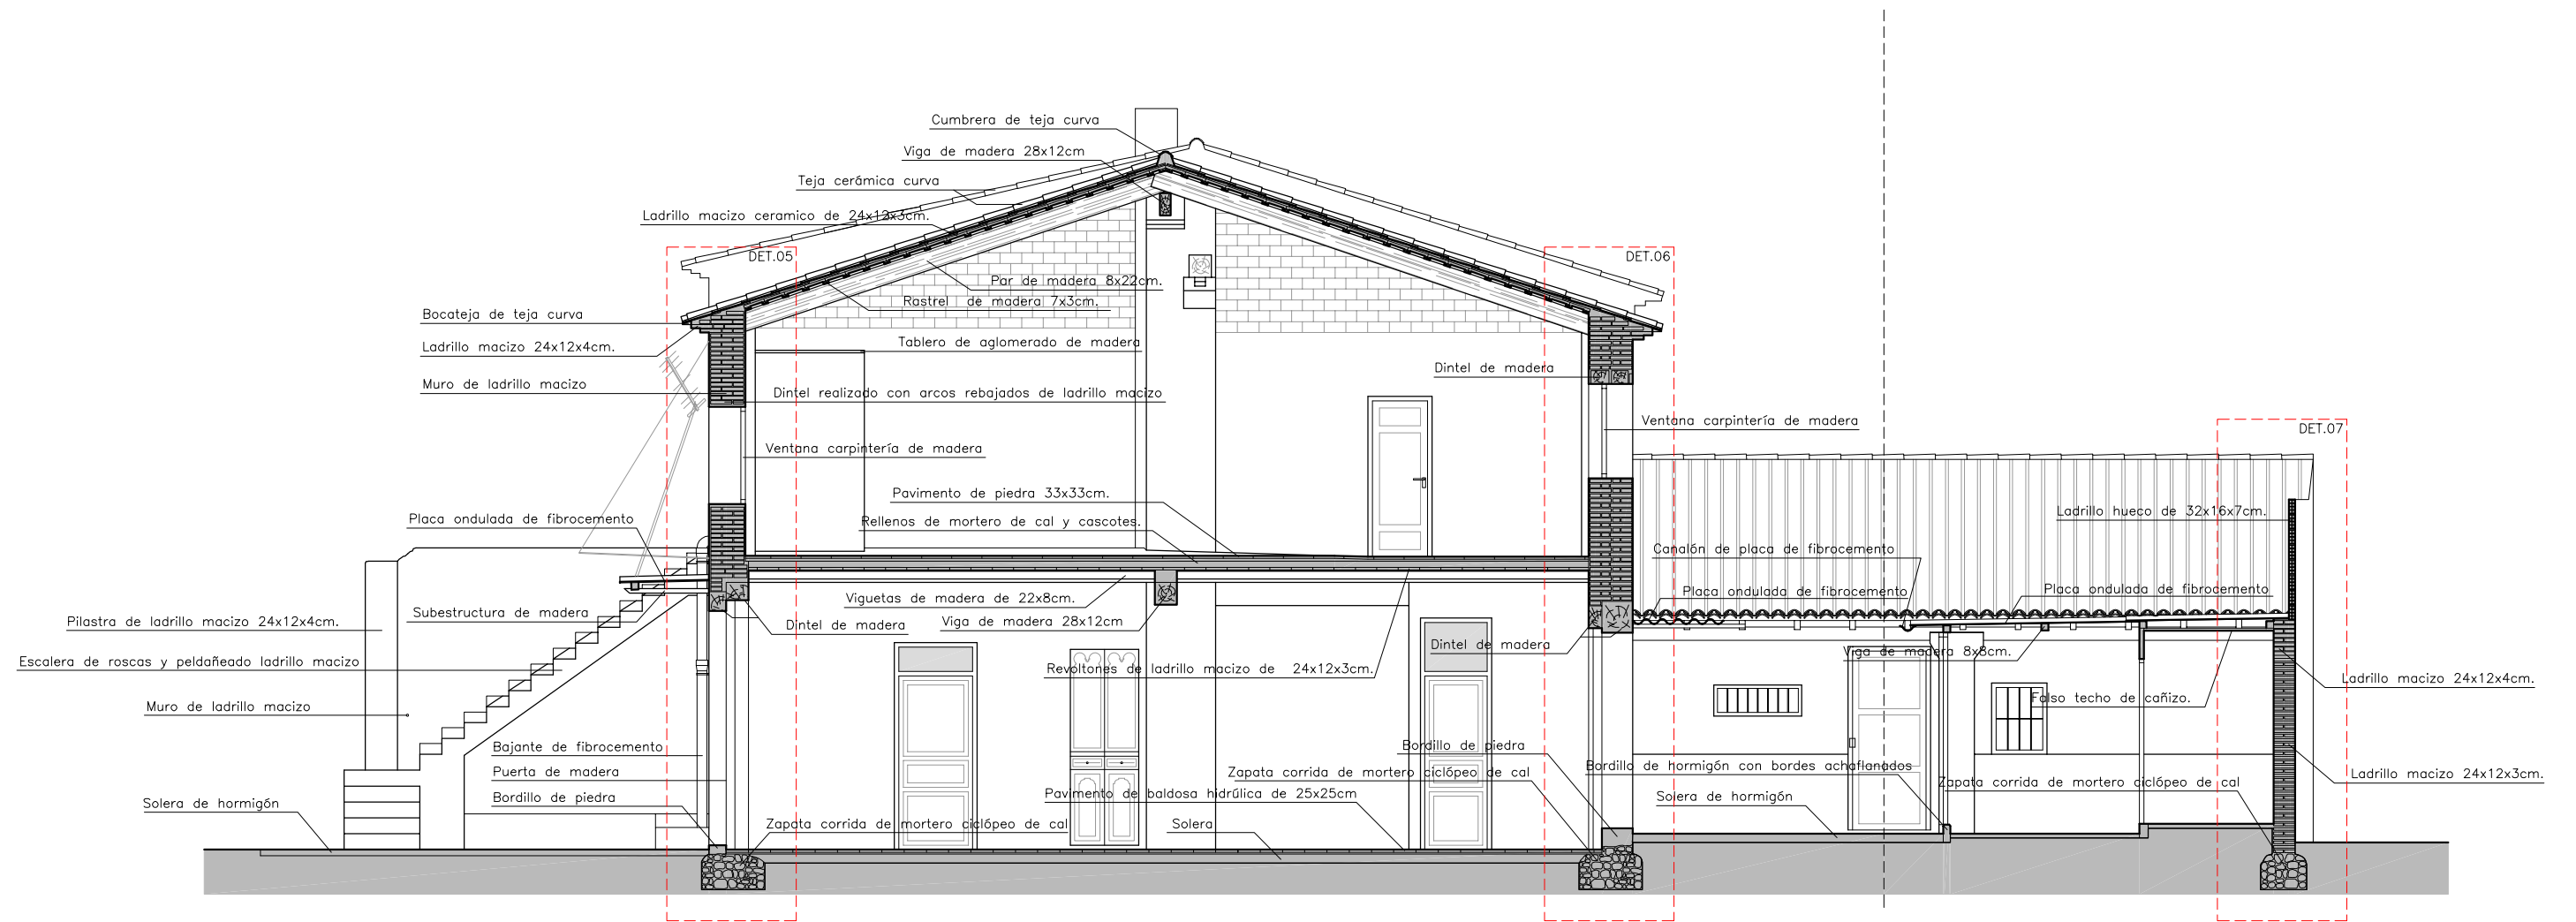 Cumbrera de teja curva
Viga de madera 28x12cm
Teja cerámica curva
Ladrillo macizo ceramico de 24x12x3cm.
DET.05
DET.06
Par de madera 8x22cm.
Rastrel de madera 7x3cm.
Bocateja de teja curva
Ladrillo macizo 24x12x4cm.
Tablero de aglomerado de madera
Muro de ladrillo macizo
Dintel realizado con arcos rebajados de ladrillo macizo
Dintel de madera
Ventana carpintería de madera
Ventana carpintería de madera
DET.07
Pavimento de piedra 33x33cm.
Placa ondulada de fibrocemento
Rellenos de mortero de cal y cascotes.
Ladrillo hueco de 32x16x7cm.
Canalón de placa de fibrocemento
Placa ondulada de fibrocemento
Placa ondulada de fibrocemento
Viguetas de madera de 22x8cm.
Subestructura de madera
Pilastra de ladrillo macizo 24x12x4cm.
Dintel de madera
Viga de madera 28x12cm
Dintel de madera
Viga de madera 8x8cm.
Escalera de roscas y peldañeado ladrillo macizo
Revoltones de ladrillo macizo de 24x12x3cm.
Ladrillo macizo 24x12x4cm.
Falso techo de cañizo.
Muro de ladrillo macizo
Bajante de fibrocemento
Bordillo de piedra
Puerta de madera
Zapata corrida de mortero ciclópeo de cal
Bordillo de hormigón con bordes achaflanados
Ladrillo macizo 24x12x3cm.
Zapata corrida de mortero ciclópeo de cal
Bordillo de piedra
Pavimento de baldosa hidrúlica de 25x25cm
Solera de hormigón
Solera de hormigón
Zapata corrida de mortero ciclópeo de cal
Solera